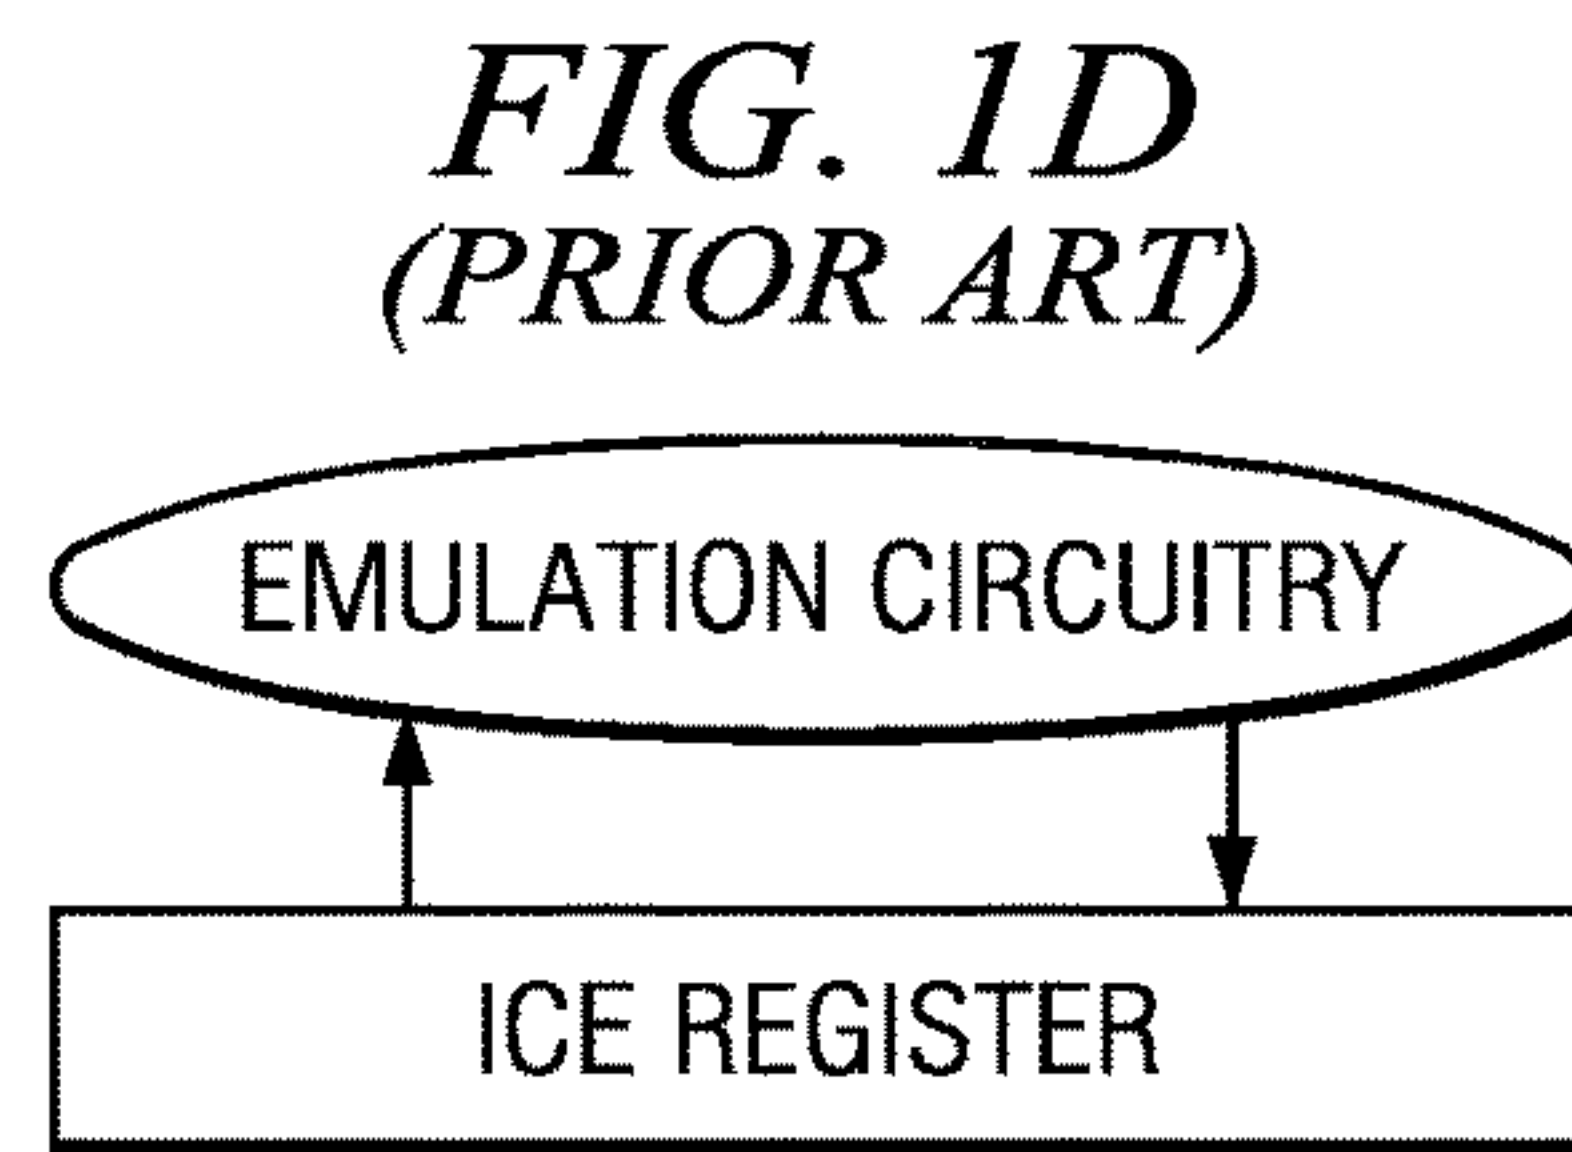 FIG. 1D
(PRIOR ART)
EMULATION CIRCUITRY
ICE REGISTER